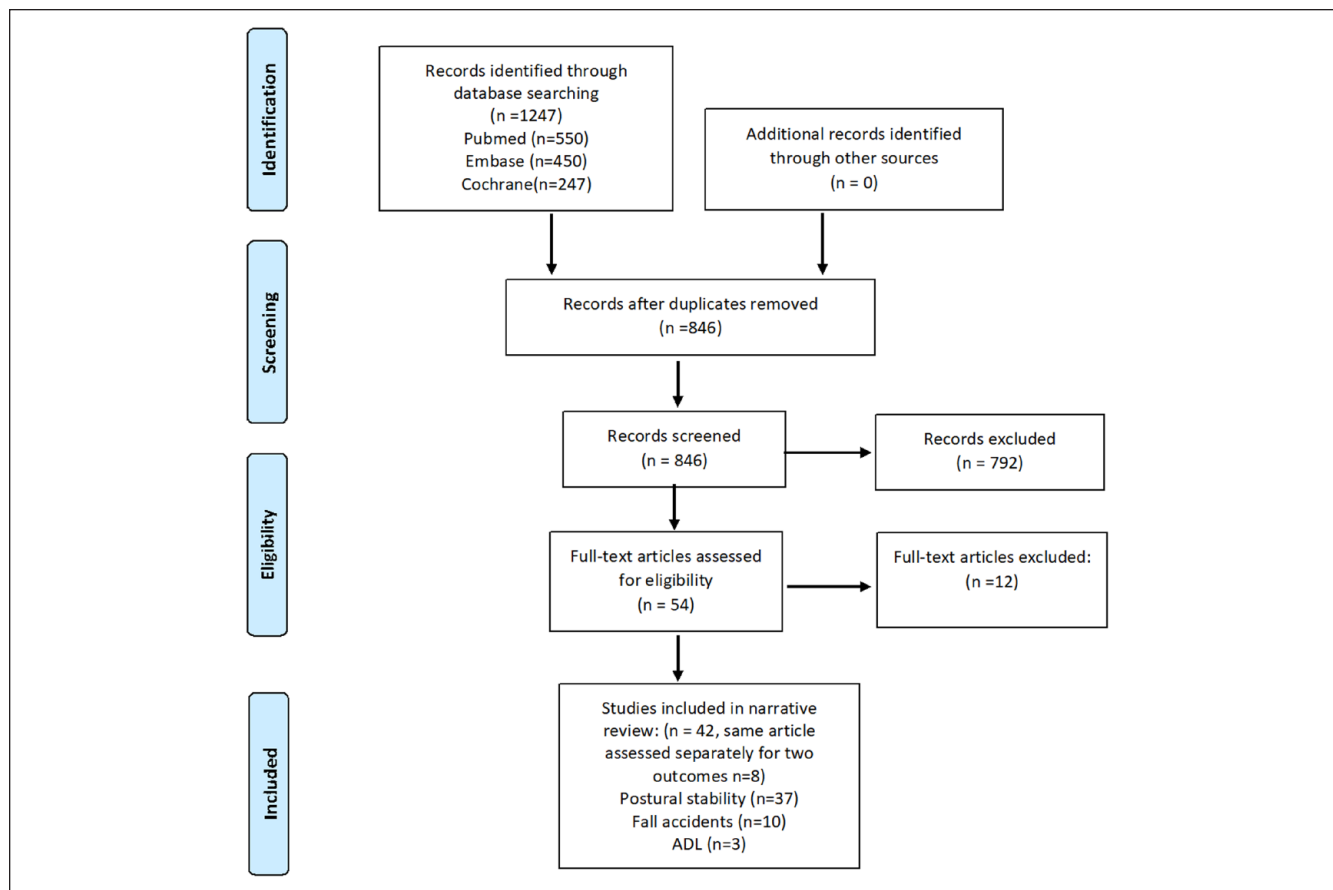 Identification
Records identified through
database searching
(n =1247)
Pubmed (n=550)
Embase (n=450)
Cochrane(n=247)
Additional records identified
through other sources
(n = 0)
Screening
Records after duplicates removed
(n =846)
Records screened
(n = 846)
Records excluded
(n = 792)
Eligibility
Full-text articles assessed
for eligibility
(n = 54)
Full-text articles excluded:
(n =12)
Included
Studies included in narrative
review: (n = 42, same article
assessed separately for two
outcomes n=8)
Postural stability (n=37)
Fall accidents (n=10)
ADL (n=3)